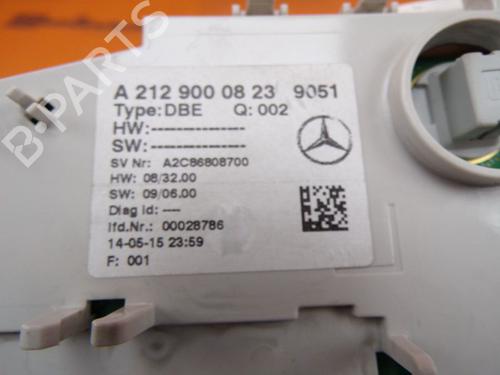 B-PARTS
A 212 900 08 23 9051
Type: DBE Q: 002
HW: ---------------
SW: ---------------
SV Nr: A2C86808700
HW: 08/32.00
SW: 09/06.00
Diag id: ----
lfd.Nr.: 00028786
14-05-15 23:59
F: 001